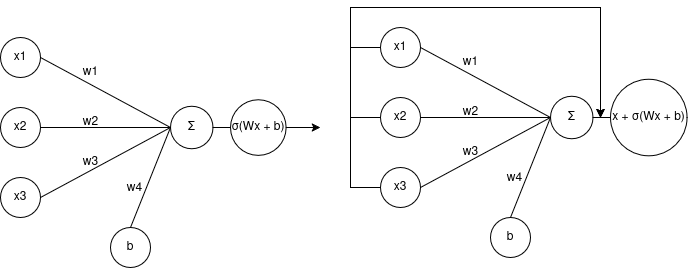 x1
w1
x2
w2
Σ
σ(Wx + b)
x3
w3
w4
b
x1
w1
x2
w2
Σ
x + σ(Wx + b)
x3
w3
w4
b